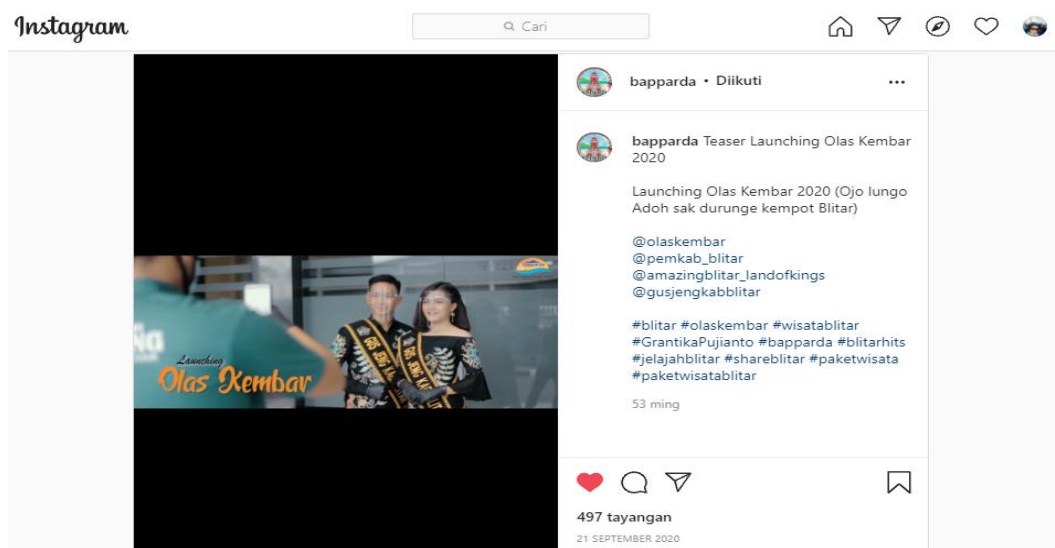 Instagram
Cari
bapparda • Diikuti
bapparda Teaser Launching Olas Kembar
2020
Launching Olas Kembar 2020 (Ojo lungo
Adoh sak durunge kempot Blitar)
@olaskembar
@pemkab_blitar
@amazingblitar_landofkings
@gusjengkabblitar
#blitar #olaskembar #wisatablitar
#GrantikaPujianto #bapparda #blitarhits
#jelajahblitar #shareblitar #paketwisata
#paketwisatablitar
53 ming
Launching
Olas Kembar
497 tayangan
21 SEPTEMBER 2020